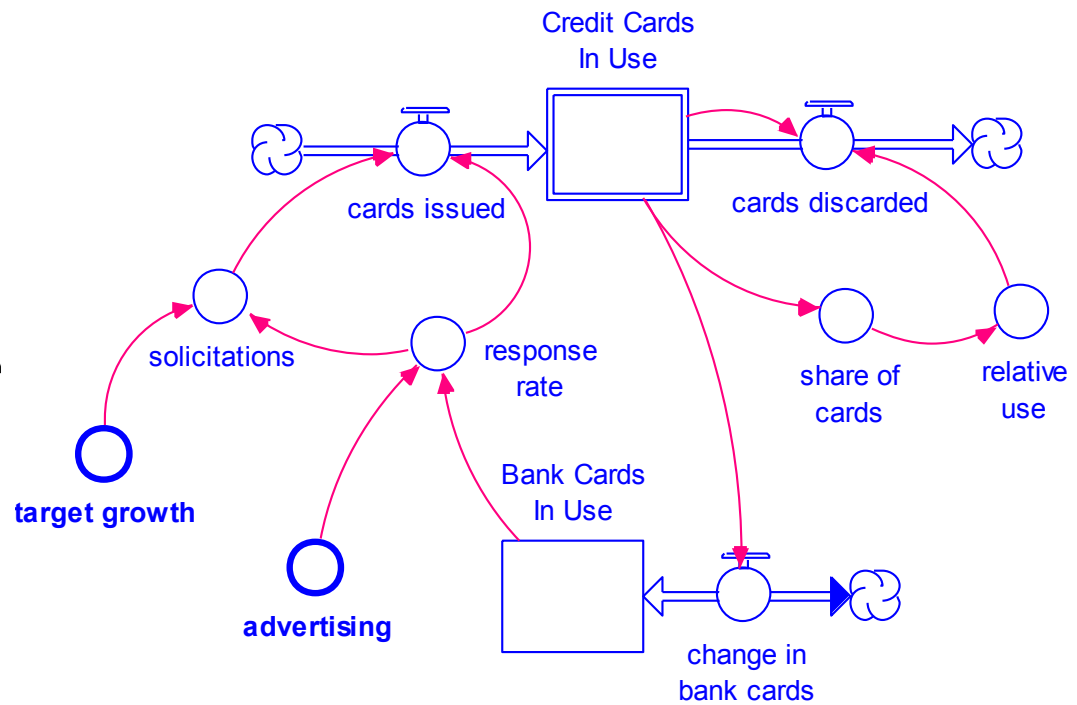 Credit Cards
In Use
cards issued
cards discarded
solicitations
response
rate
share of
cards
relative
use
Bank Cards
In Use
target growth
advertising
change in
bank cards